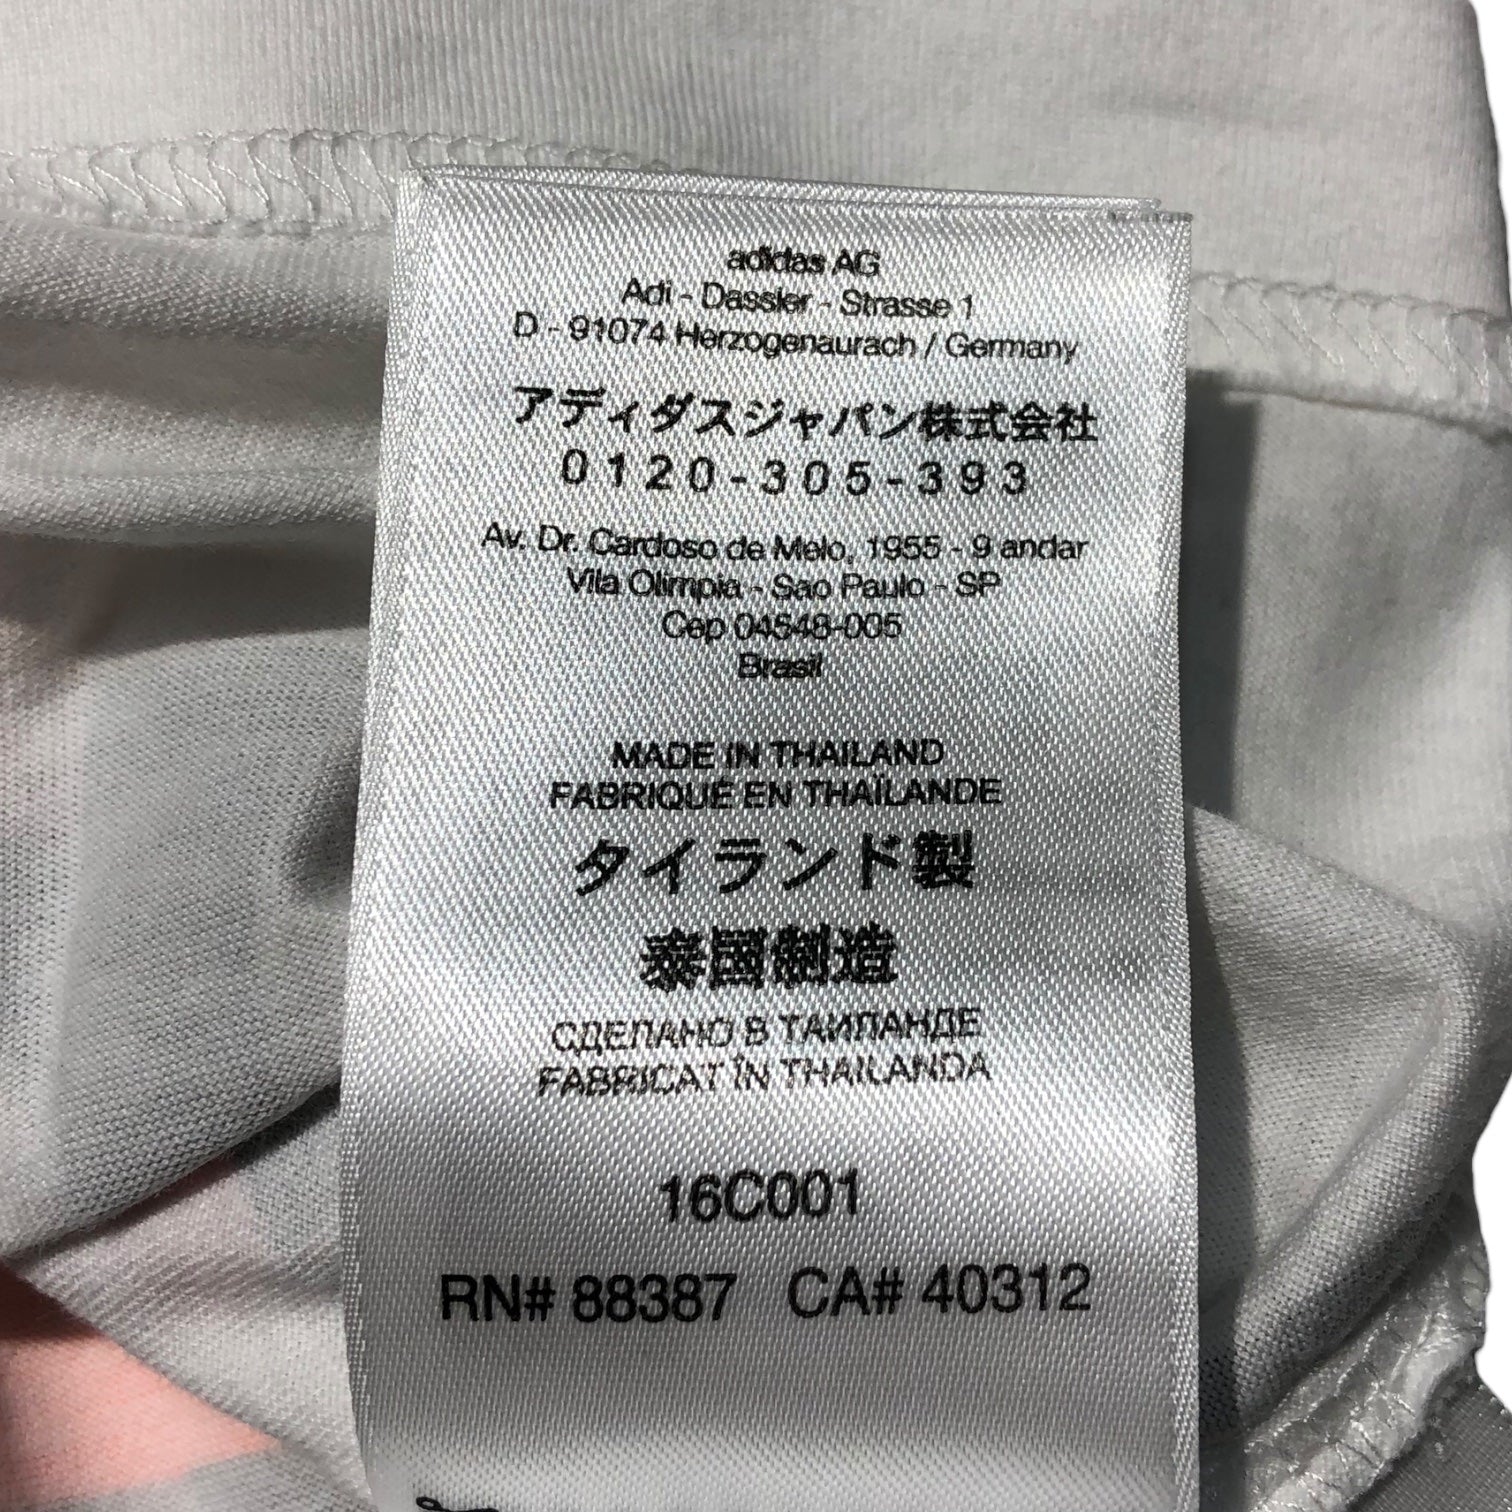 adidas AG
Adi - Dassler - Strasse 1
D - 91074 Herzogenaurach / Germany
アディダスジャパン株式会社
0120-305-393
Av. Dr. Cardoso de Melo, 1955 - 9 andar
Vila Olimpia - Sao Paulo - SP
Cep 04548-005
Brasil
MADE IN THAILAND
FABRIQUÉ EN THAÏLANDE
タイランド製
泰国制造
СДЕЛАНО В ТАИЛАНДЕ
FABRICAT ÎN THAILANDA
16C001
RN# 88387 CA# 40312